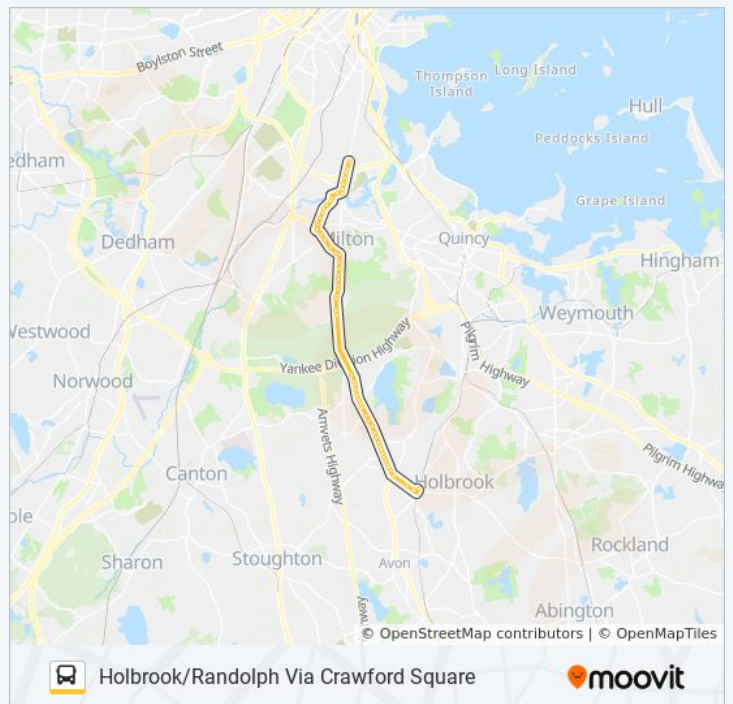 Boylston Street
Thompson
Island
Long Island
Hull
Peddocks Island
edham
Grape Island
Dedham
Milton
Quincy
Hingham
Weymouth
Westwood
Yankee Division Highway
Pilgrim Highway
Norwood
Amvets Highway
Canton
Holbrook
Pilgrim Highway
ole
Rockland
Sharon
Stoughton
Avon
way
Abington
© OpenStreetMap contributors | © OpenMapTiles
Holbrook/Randolph Via Crawford Square
moovit